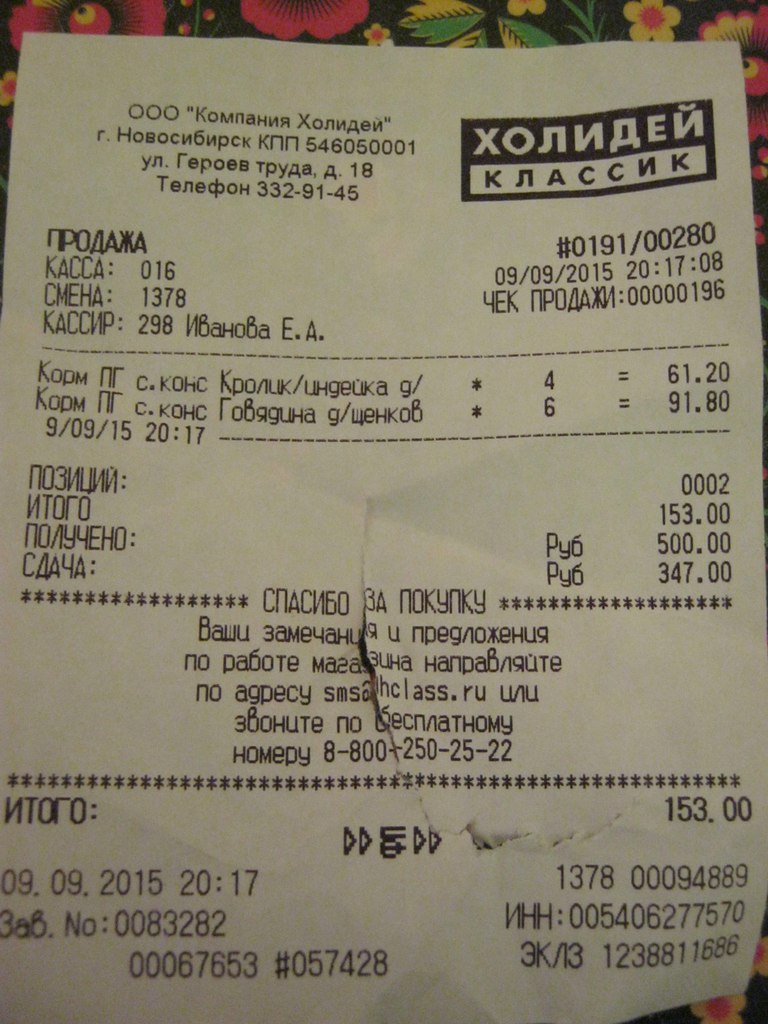 ООО "Компания Холидей"
г. Новосибирск КПП 546050001
ул. Героев труда, д. 18
Телефон 332-91-45
ХОЛИДЕЙ
КЛАССИК
ПРОДАЖА #0191/00280
КАССА: 016 09/09/2015 20:17:08
СМЕНА: 1378 ЧЕК ПРОДАЖИ:00000196
КАССИР: 298 Иванова Е.А.
Корм ПГ с.конс Кролик/индейка д/ * 4 = 61.20
Корм ПГ с.конс Говядина д/щенков * 6 = 91.80
9/09/15 20:17
ПОЗИЦИЙ: 0002
ИТОГО 153.00
ПОЛУЧЕНО: Руб 500.00
СДАЧА: Руб 347.00
***************** СПАСИБО ЗА ПОКУПКУ *******************
Ваши замечания и предложения
по работе магазина направляйте
по адресу sms@hclass.ru или
звоните по бесплатному
номеру 8-800-250-25-22
************************************************************
ИТОГО: 153.00
09.09.2015 20:17 1378 00094889
Зав. No:0083282 ИНН:005406277570
00067653 #057428 ЭКЛЗ 1238811686